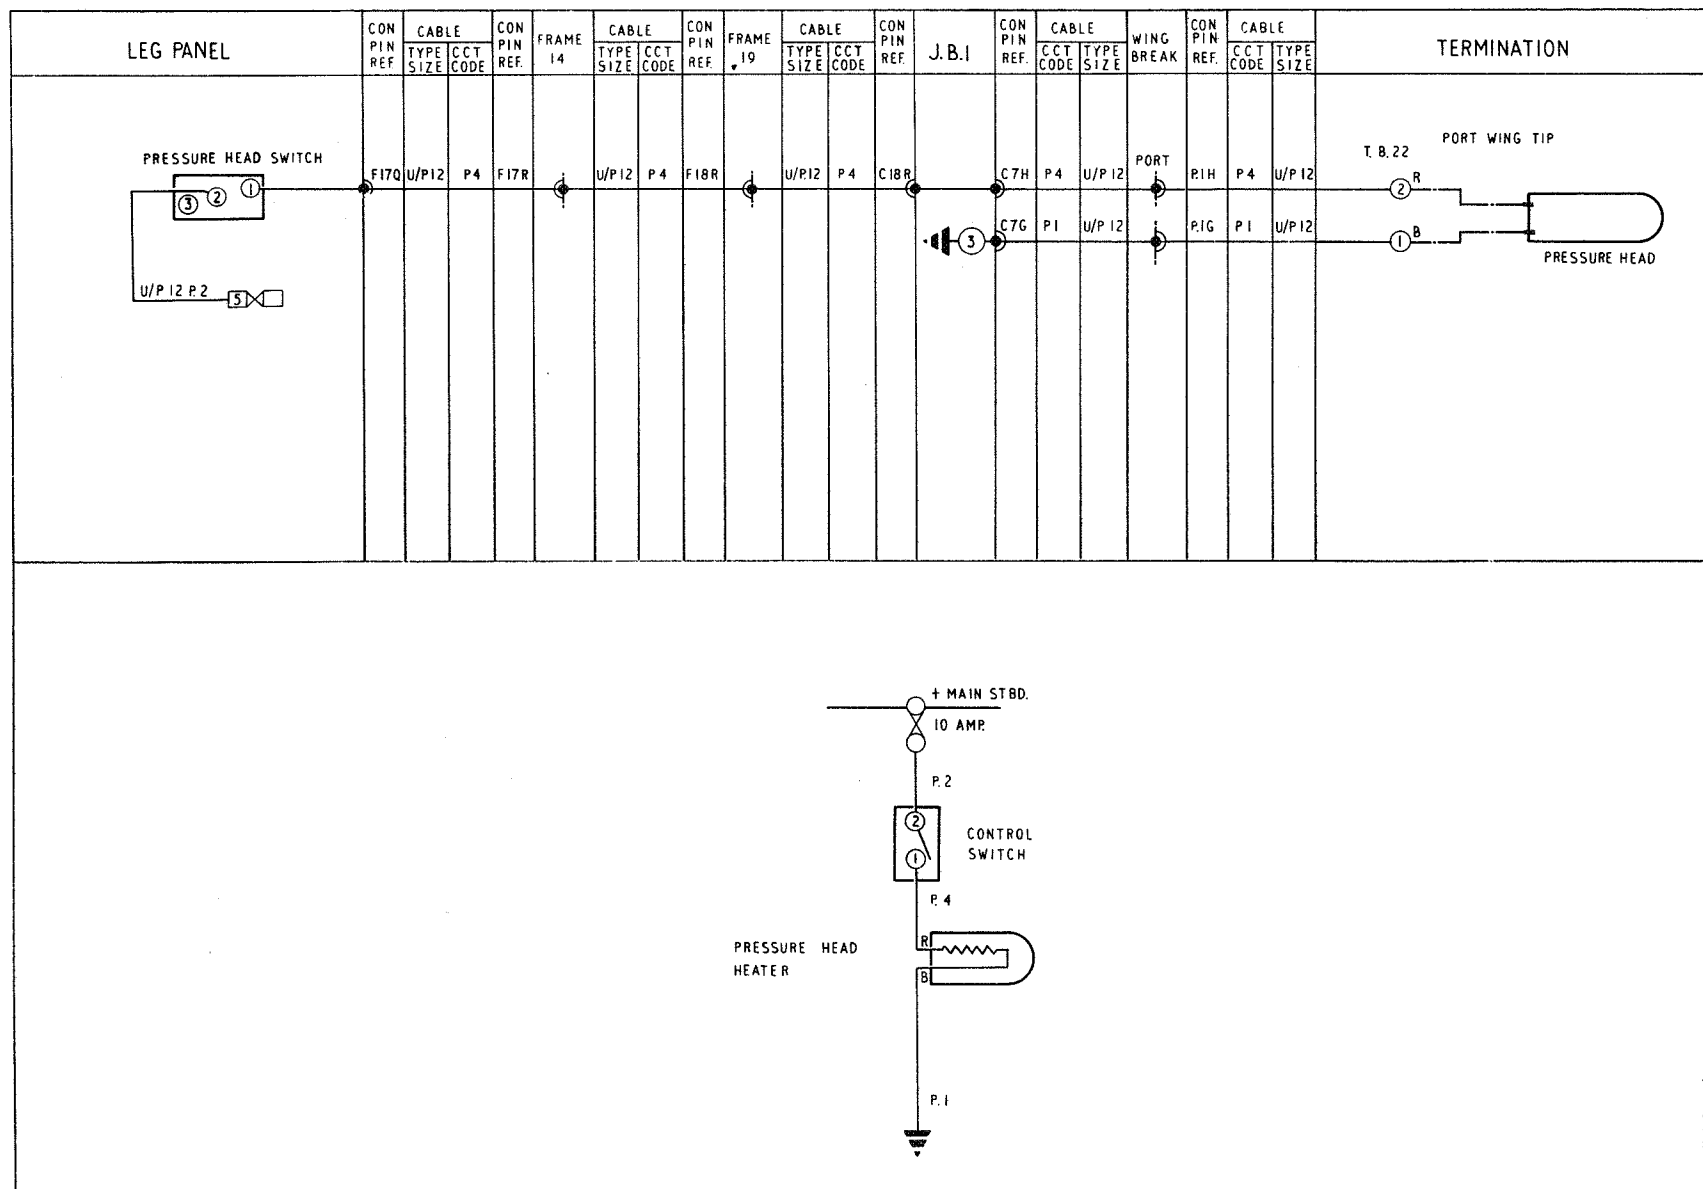 LEG PANEL
CON PIN REF.
CABLE
TYPE SIZE
CCT CODE
CON PIN REF.
FRAME 14
CABLE
TYPE SIZE
CCT CODE
CON PIN REF.
FRAME 19
CABLE
TYPE SIZE
CCT CODE
CON PIN REF.
J.B.1
CON PIN REF.
CABLE
CCT CODE
TYPE SIZE
WING BREAK
CON PIN REF.
CABLE
CCT CODE
TYPE SIZE
TERMINATION
PORT WING TIP
T.B.22
PRESSURE HEAD SWITCH
3 2 1
F17Q U/P12 P4 F17R U/P12 P4 F18R U/P12 P4 C18R C7H P4 U/P12 PORT P.1H P4 U/P12 2 R
3 C7G P1 U/P12 P.1G P1 U/P12 1 B
PRESSURE HEAD
U/P 12 P.2 5
+ MAIN STBD.
10 AMP.
P.2
2
1
CONTROL
SWITCH
P.4
PRESSURE HEAD
HEATER
R
B
P.1